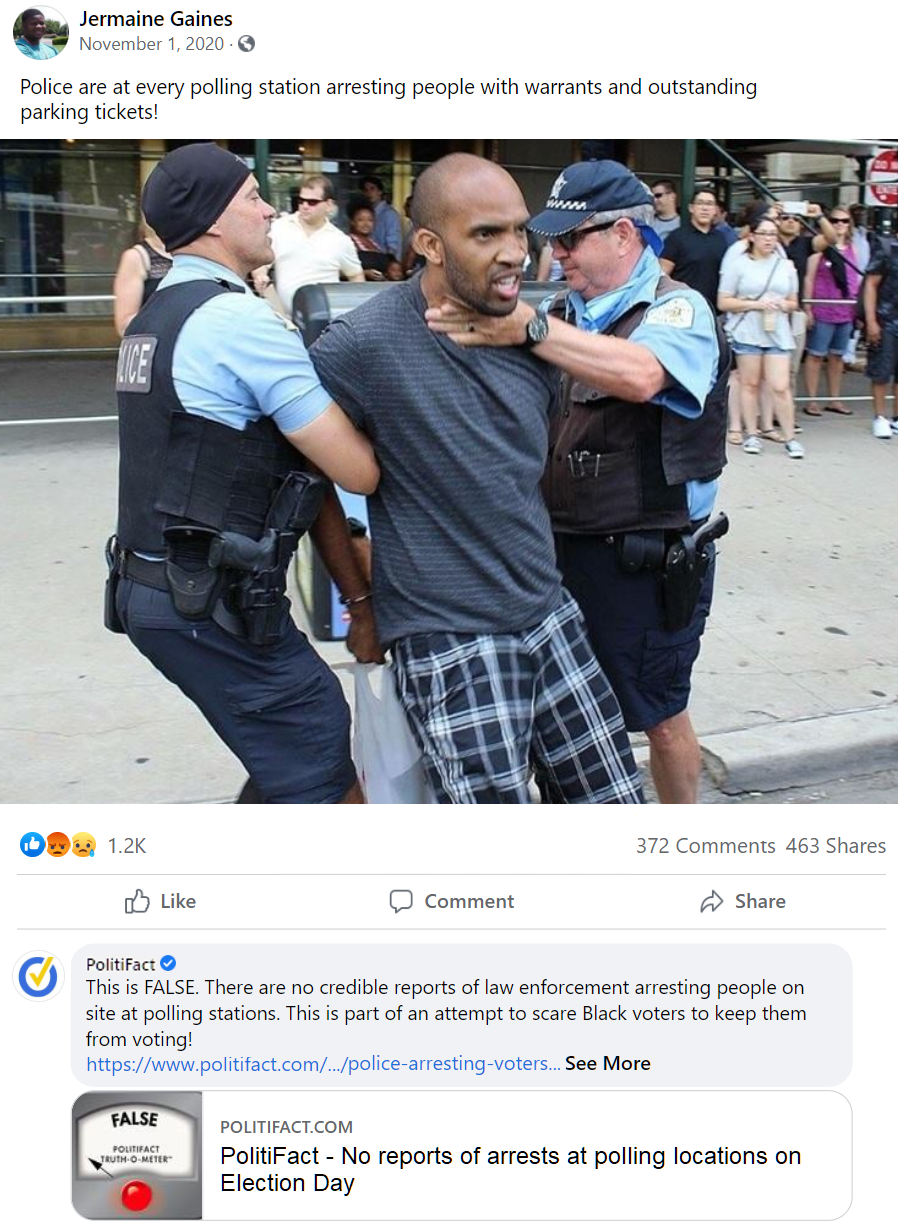 Jermaine Gaines
November 1, 2020 ·
Police are at every polling station arresting people with warrants and outstanding
parking tickets!
LICE
1.2K
372 Comments 463 Shares
Like
Comment
Share
PolitiFact
This is FALSE. There are no credible reports of law enforcement arresting people on
site at polling stations. This is part of an attempt to scare Black voters to keep them
from voting!
https://www.politifact.com/.../police-arresting-voters... See More
FALSE
POLITIFACT
TRUTH-O-METER™
POLITIFACT.COM
PolitiFact - No reports of arrests at polling locations on
Election Day